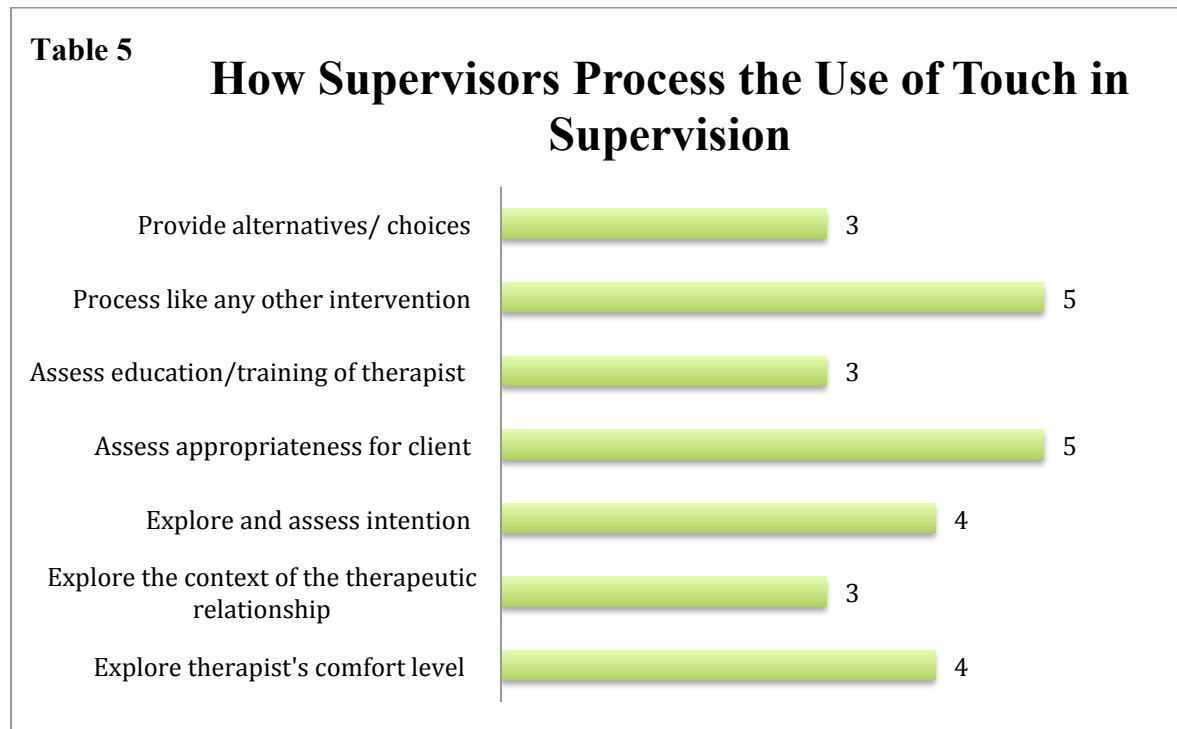 Table 5
How Supervisors Process the Use of Touch in
Supervision
Provide alternatives/ choices
3
Process like any other intervention
5
Assess education/training of therapist
3
Assess appropriateness for client
5
Explore and assess intention
4
Explore the context of the therapeutic
relationship
3
Explore therapist's comfort level
4